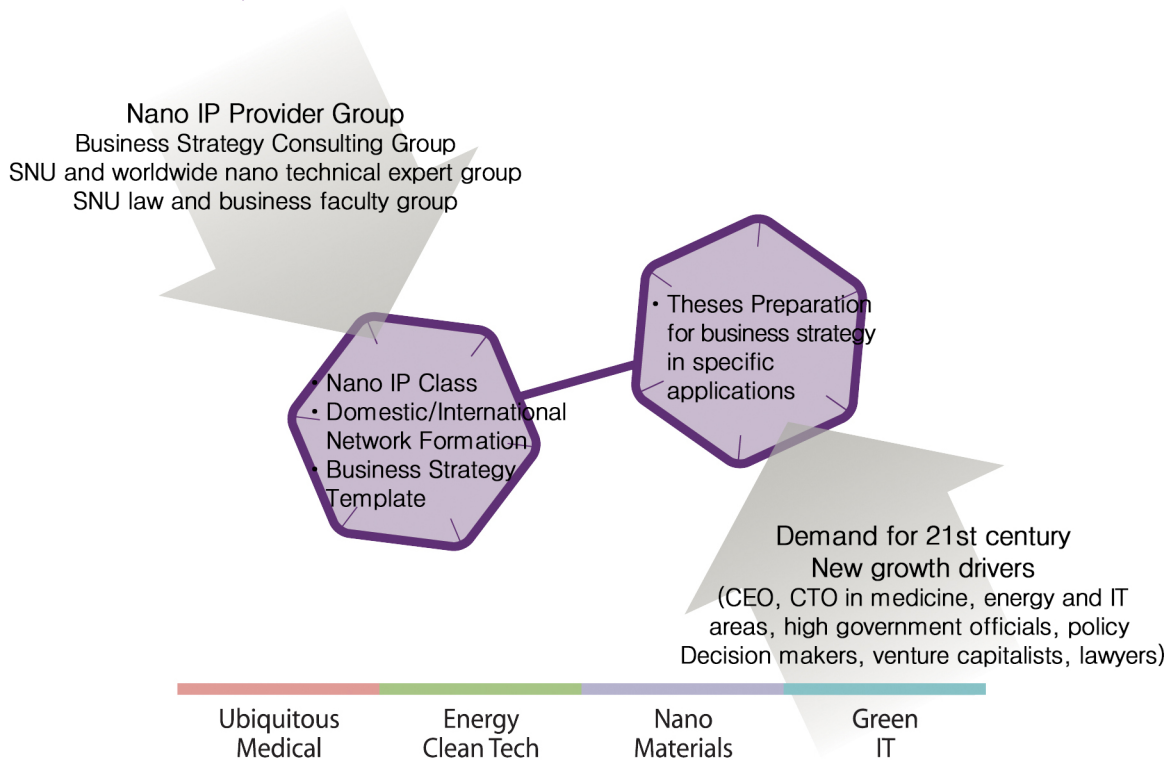 Nano IP Provider Group
Business Strategy Consulting Group
SNU and worldwide nano technical expert group
SNU law and business faculty group
• Nano IP Class
• Domestic/International
Network Formation
• Business Strategy
Template
• Theses Preparation
for business strategy
in specific
applications
Demand for 21st century
New growth drivers
(CEO, CTO in medicine, energy and IT
areas, high government officials, policy
Decision makers, venture capitalists, lawyers)
Ubiquitous
Medical
Energy
Clean Tech
Nano
Materials
Green
IT